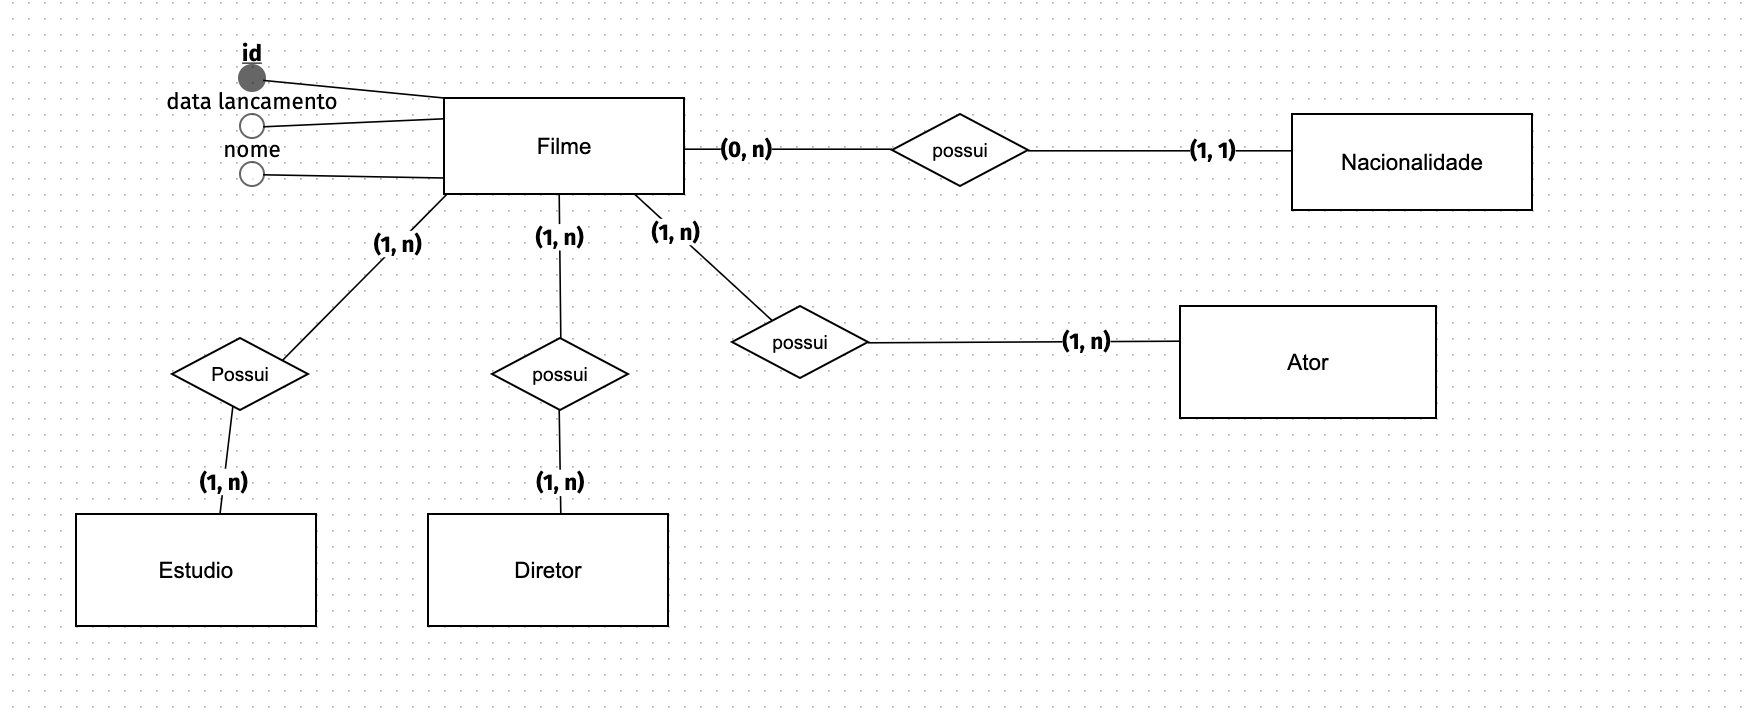 id
data lancamento
nome
Filme
(0, n)
possui
(1, 1)
Nacionalidade
(1, n)
(1, n)
(1, n)
Possui
possui
possui
(1, n)
Ator
(1, n)
(1, n)
Estudio
Diretor